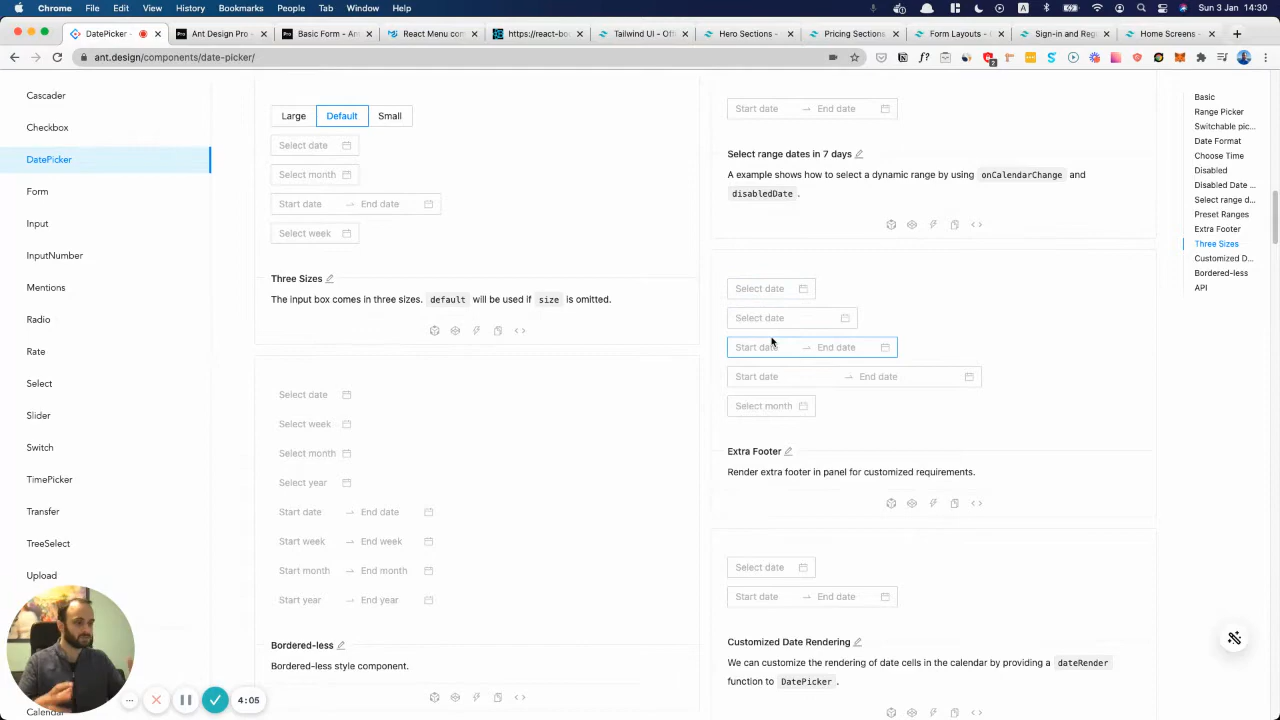 Chrome File Edit View History Bookmarks People Tab Window Help
Sun 3 Jan 14:30
DatePicker - Ant Design Pro - Basic Form - Am React Menu com https://react-bo Tailwind UI - Offi Hero Sections - Pricing Sections Form Layouts - Sign-in and Reg Home Screens
ant.design/components/date-picker/
2
Cascader
Checkbox
DatePicker
Form
Input
InputNumber
Mentions
Radio
Rate
Select
Slider
Switch
TimePicker
Transfer
TreeSelect
Upload
Calendar
4:05
Large Default Small
Select date
Select month
Start date → End date
Select week
Three Sizes
The input box comes in three sizes. default will be used if size is omitted.
Select date
Select week
Select month
Select year
Start date → End date
Start week → End week
Start month → End month
Start year → End year
Bordered-less
Bordered-less style component.
Start date → End date
Select range dates in 7 days
A example shows how to select a dynamic range by using onCalendarChange and
disabledDate .
Select date
Select date
Start date → End date
Start date → End date
Select month
Extra Footer
Render extra footer in panel for customized requirements.
Select date
Start date → End date
Customized Date Rendering
We can customize the rendering of date cells in the calendar by providing a dateRender
function to DatePicker .
Basic
Range Picker
Switchable pic...
Date Format
Choose Time
Disabled
Disabled Date ...
Select range d...
Preset Ranges
Extra Footer
Three Sizes
Customized D...
Bordered-less
API